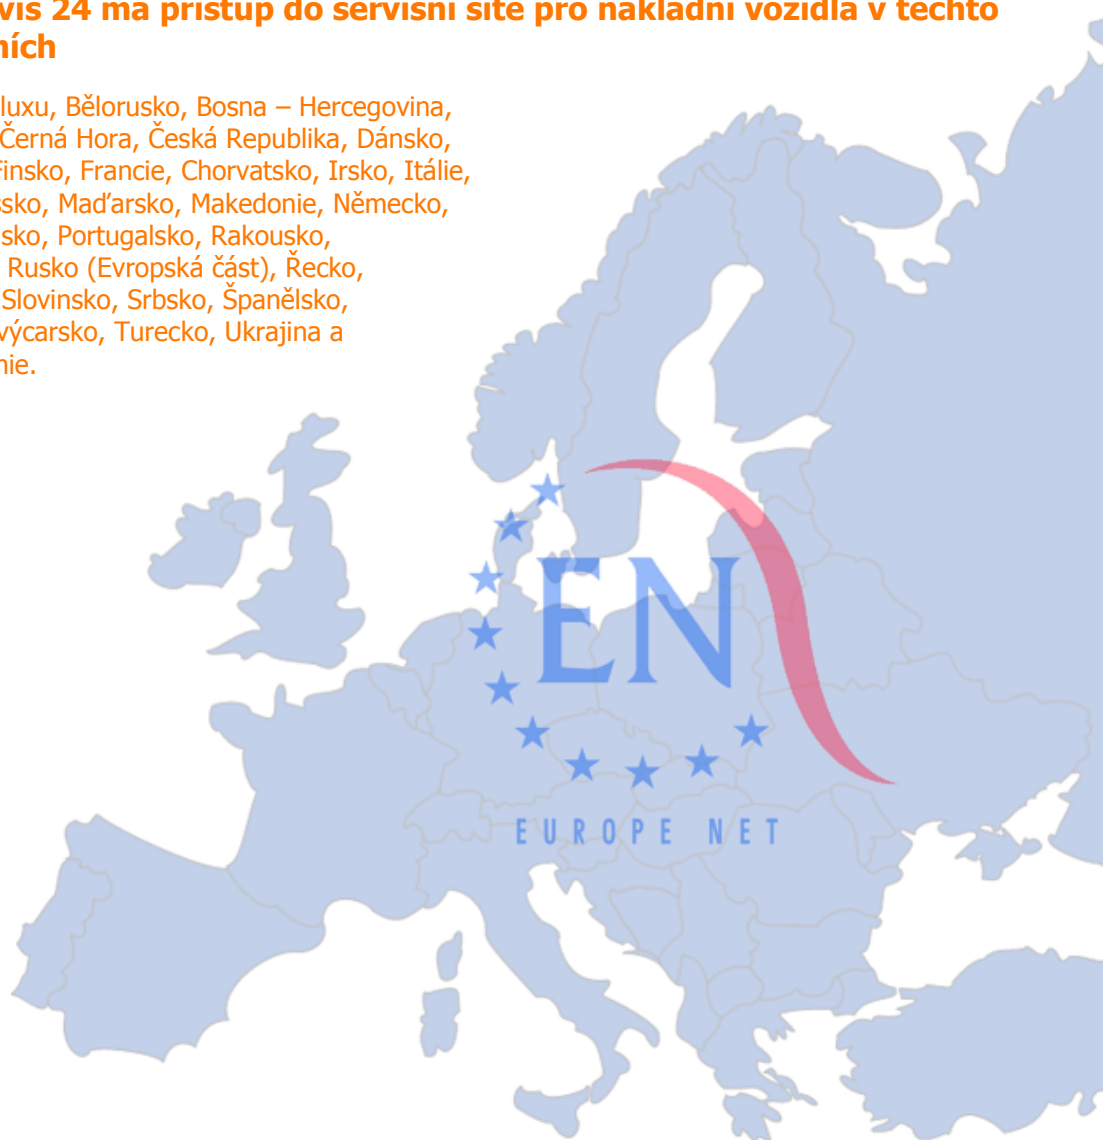 vis 24 má přístup do servisní sítě pro nákladní vozidla v těchto
ních
luxu, Bělorusko, Bosna – Hercegovina,
Černá Hora, Česká Republika, Dánsko,
Finsko, Francie, Chorvatsko, Irsko, Itálie,
sko, Maďarsko, Makedonie, Německo,
sko, Portugalsko, Rakousko,
Rusko (Evropská část), Řecko,
Slovinsko, Srbsko, Španělsko,
výcarsko, Turecko, Ukrajina a
nie.
EN
EUROPE NET